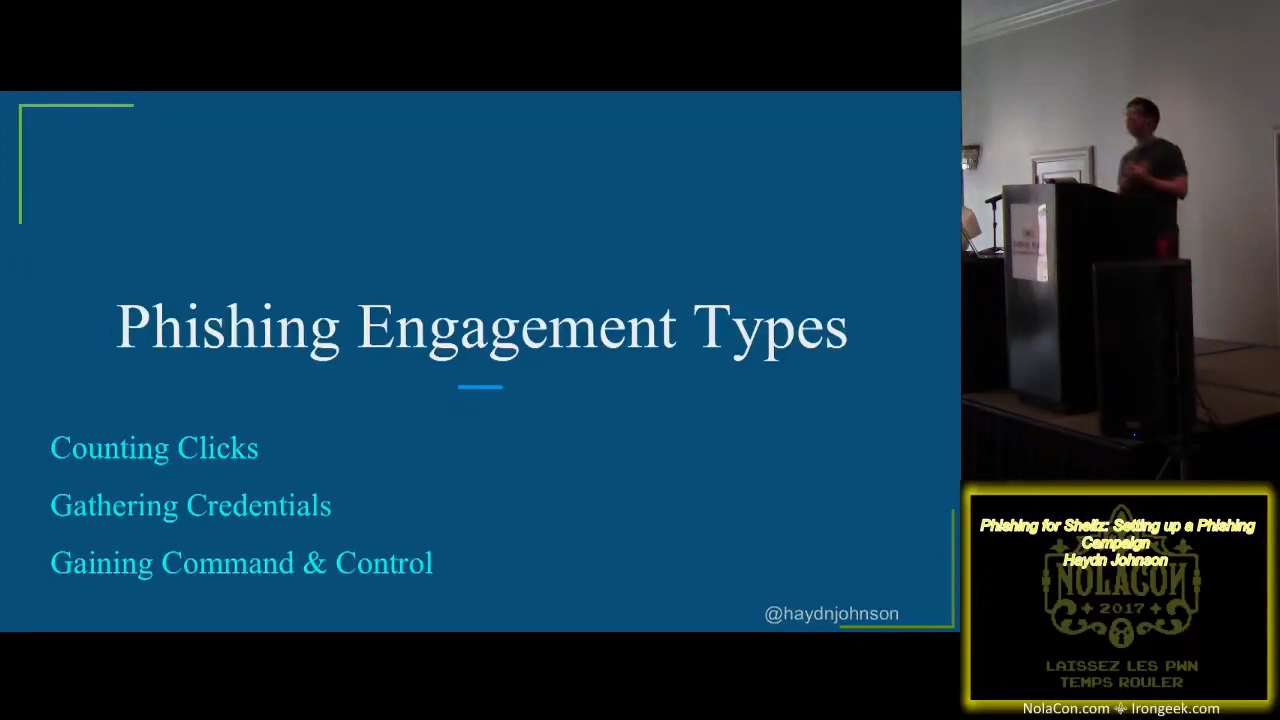 Phishing Engagement Types
Counting Clicks
Gathering Credentials
Gaining Command & Control
@haydnjohnson
Phishing for Shellz: Setting up a Phishing
Campaign
Haydn Johnson
NOLACON
2017
LAISSEZ LES PWN
TEMPS ROULER
NolaCon.com Irongeek.com